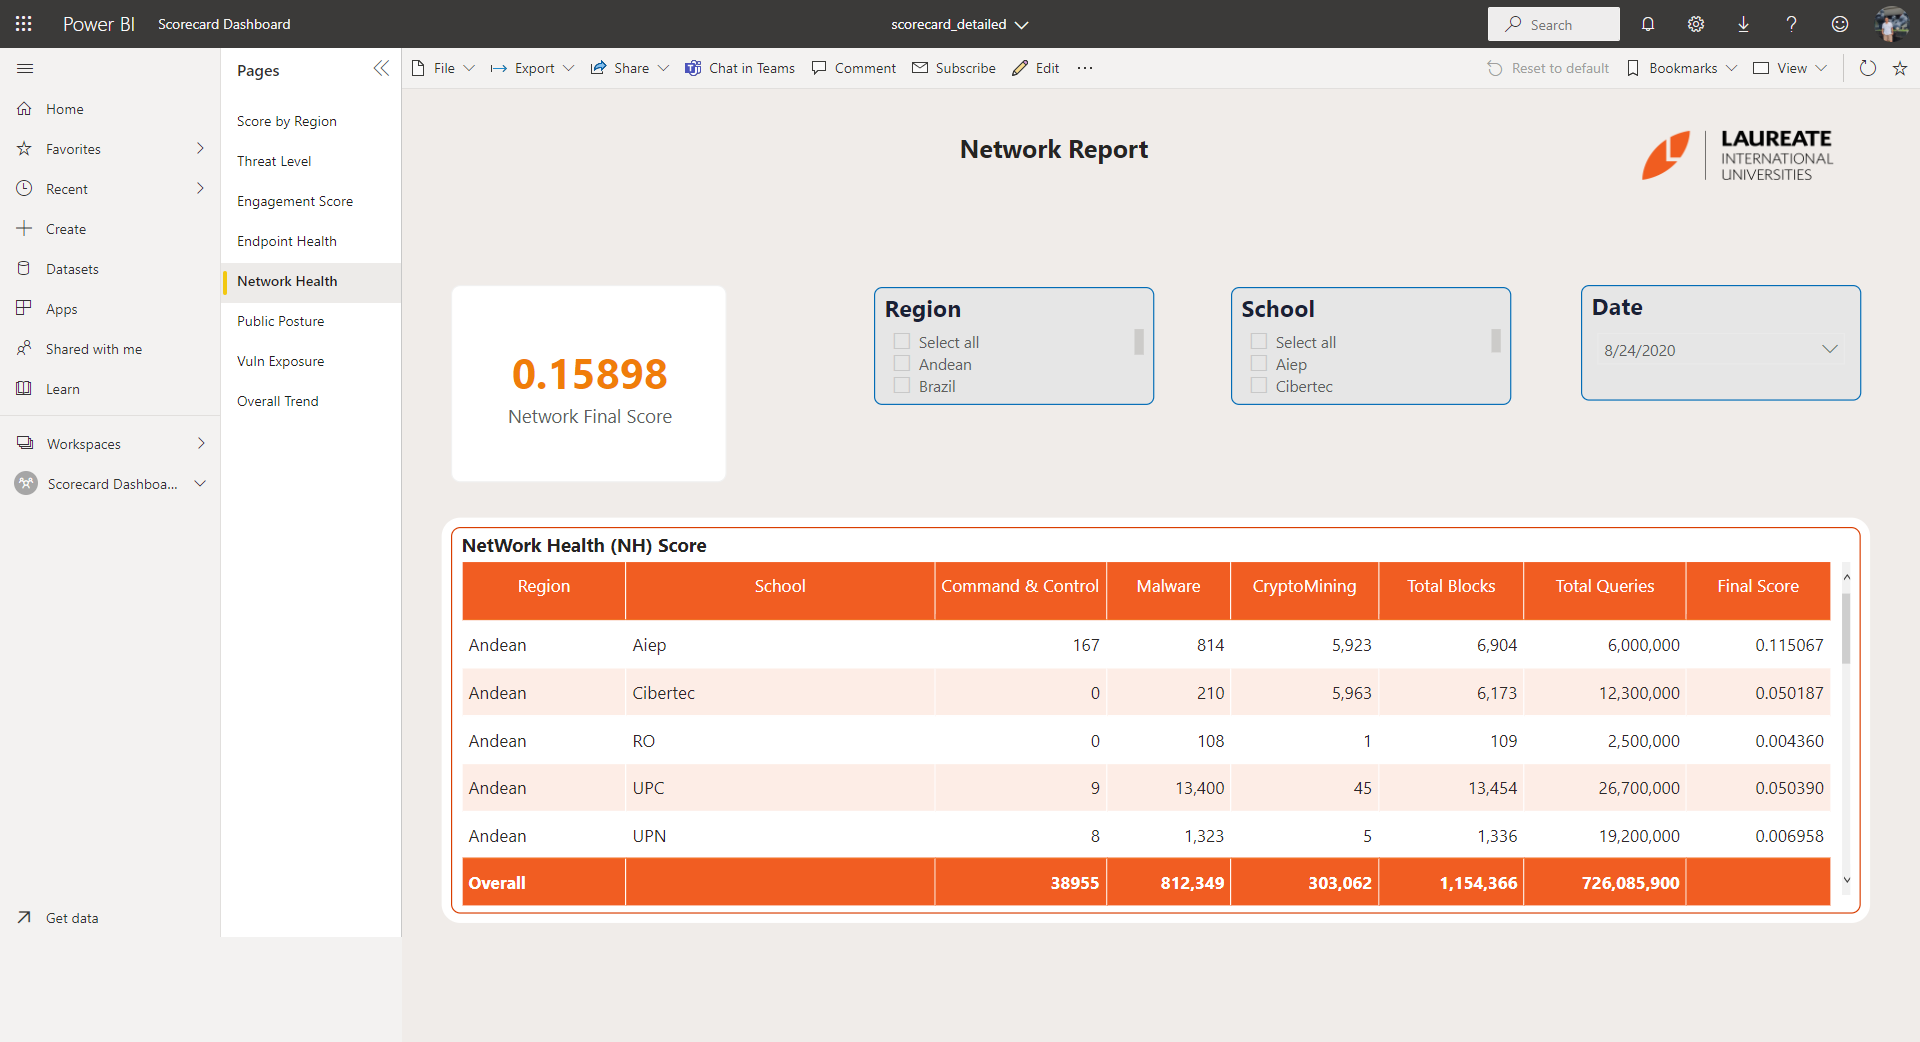 Power BI Scorecard Dashboard scorecard_detailed Search
Pages
File Export Share Chat in Teams Comment Subscribe Edit Reset to default Bookmarks View
Home
Favorites
Recent
Create
Datasets
Apps
Shared with me
Learn
Workspaces
Scorecard Dashboa...
Get data
Score by Region
Threat Level
Engagement Score
Endpoint Health
Network Health
Public Posture
Vuln Exposure
Overall Trend
Network Report
LAUREATE
INTERNATIONAL
UNIVERSITIES
0.15898
Network Final Score
Region
Select all
Andean
Brazil
School
Select all
Aiep
Cibertec
Date
8/24/2020
NetWork Health (NH) Score
Region School Command & Control Malware CryptoMining Total Blocks Total Queries Final Score
Andean Aiep 167 814 5,923 6,904 6,000,000 0.115067
Andean Cibertec 0 210 5,963 6,173 12,300,000 0.050187
Andean RO 0 108 1 109 2,500,000 0.004360
Andean UPC 9 13,400 45 13,454 26,700,000 0.050390
Andean UPN 8 1,323 5 1,336 19,200,000 0.006958
Overall 38955 812,349 303,062 1,154,366 726,085,900